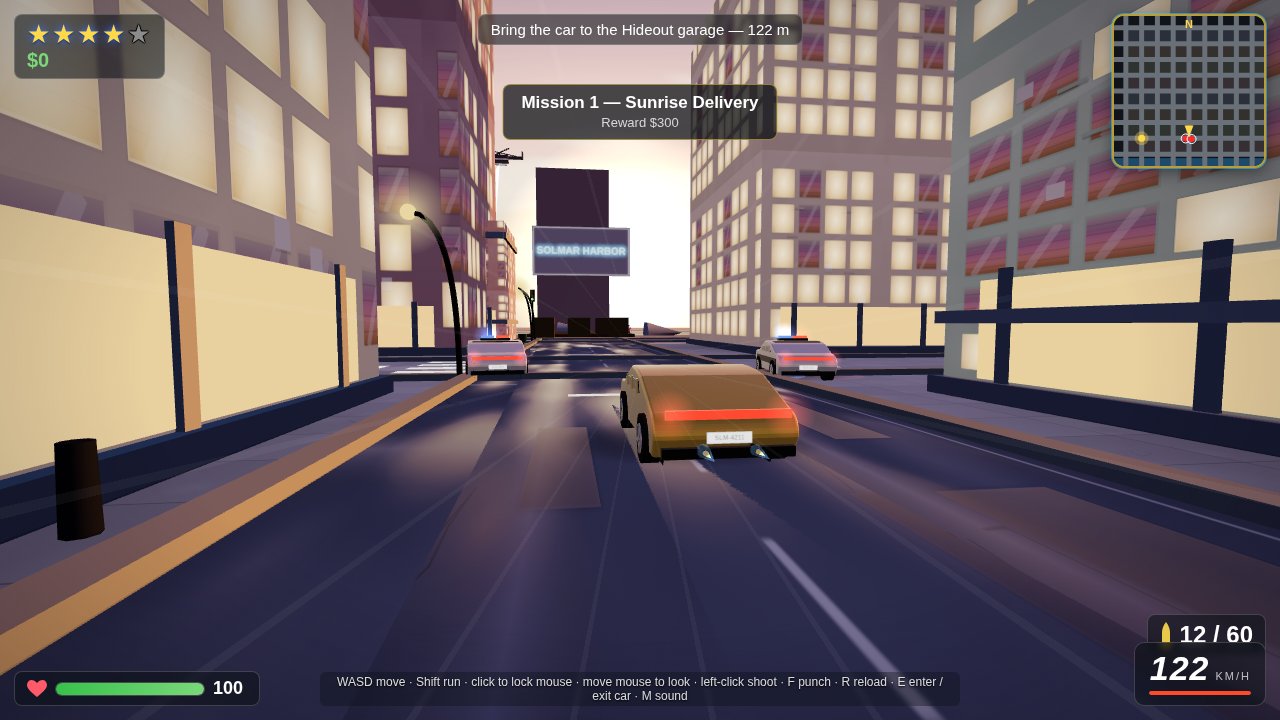 $0
Bring the car to the Hideout garage — 122 m
N
Mission 1 — Sunrise Delivery
Reward $300
SOLMAR HARBOR
SLM-4211
12 / 60
122 KM/H
100
WASD move · Shift run · click to lock mouse · move mouse to look · left-click shoot · F punch · R reload · E enter /
exit car · M sound